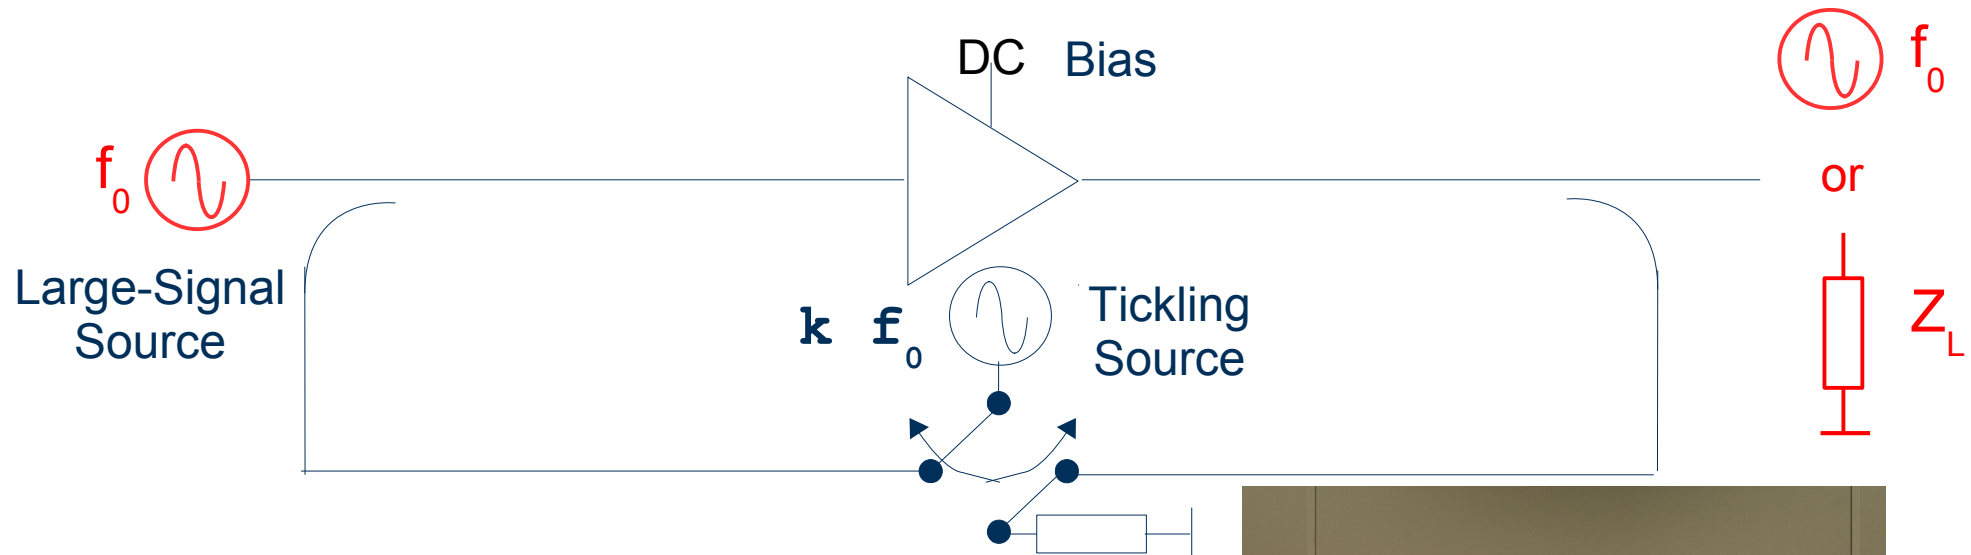 DC Bias
f0
f0
or
Large-Signal
Source
k f0
Tickling
Source
ZL